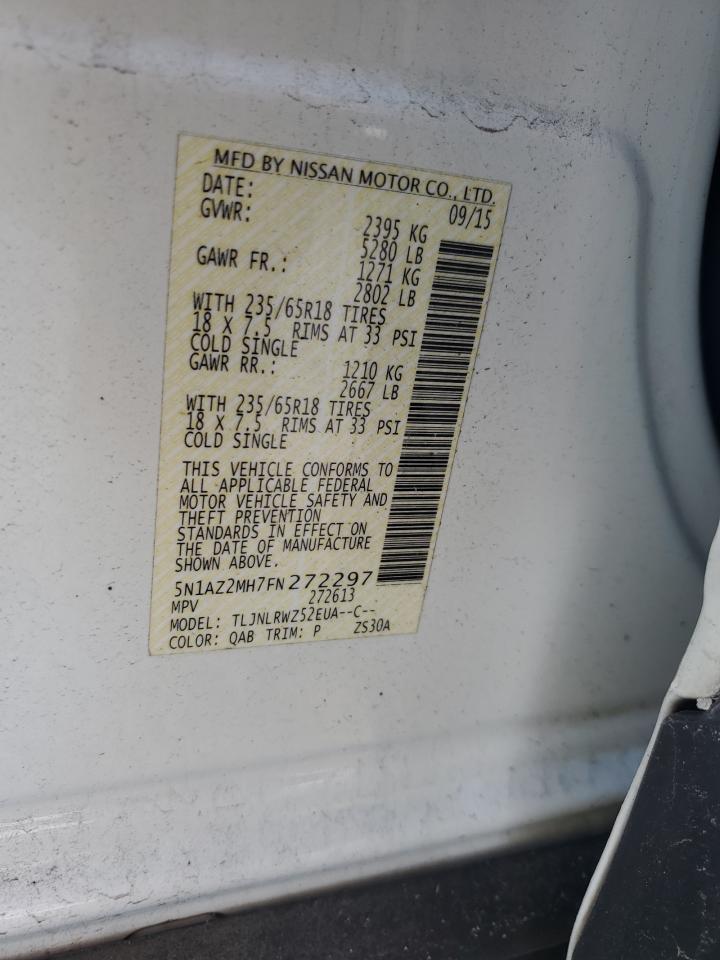 MFD BY NISSAN MOTOR CO., LTD.
DATE: 09/15
GVWR: 2395 KG
5280 LB
GAWR FR.: 1271 KG
2802 LB
WITH 235/65R18 TIRES
18 X 7.5 RIMS AT 33 PSI
COLD SINGLE
GAWR RR.: 1210 KG
2667 LB
WITH 235/65R18 TIRES
18 X 7.5 RIMS AT 33 PSI
COLD SINGLE
THIS VEHICLE CONFORMS TO
ALL APPLICABLE FEDERAL
MOTOR VEHICLE SAFETY AND
THEFT PREVENTION
STANDARDS IN EFFECT ON
THE DATE OF MANUFACTURE
SHOWN ABOVE.
5N1AZ2MH7FN272297
MPV 272613
MODEL: TLJNLRWZ52EUA--C--
COLOR: QAB TRIM: P ZS30A